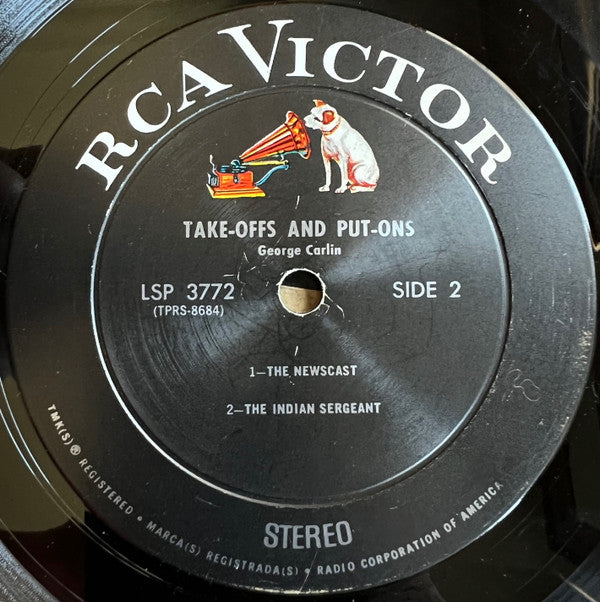 RCA VICTOR
TAKE-OFFS AND PUT-ONS
George Carlin
LSP 3772
(TPRS-8684)
SIDE 2
1—THE NEWSCAST
2—THE INDIAN SERGEANT
STEREO
TMK(S) ® REGISTERED • MARCA(S) REGISTRADA(S) • RADIO CORPORATION OF AMERICA